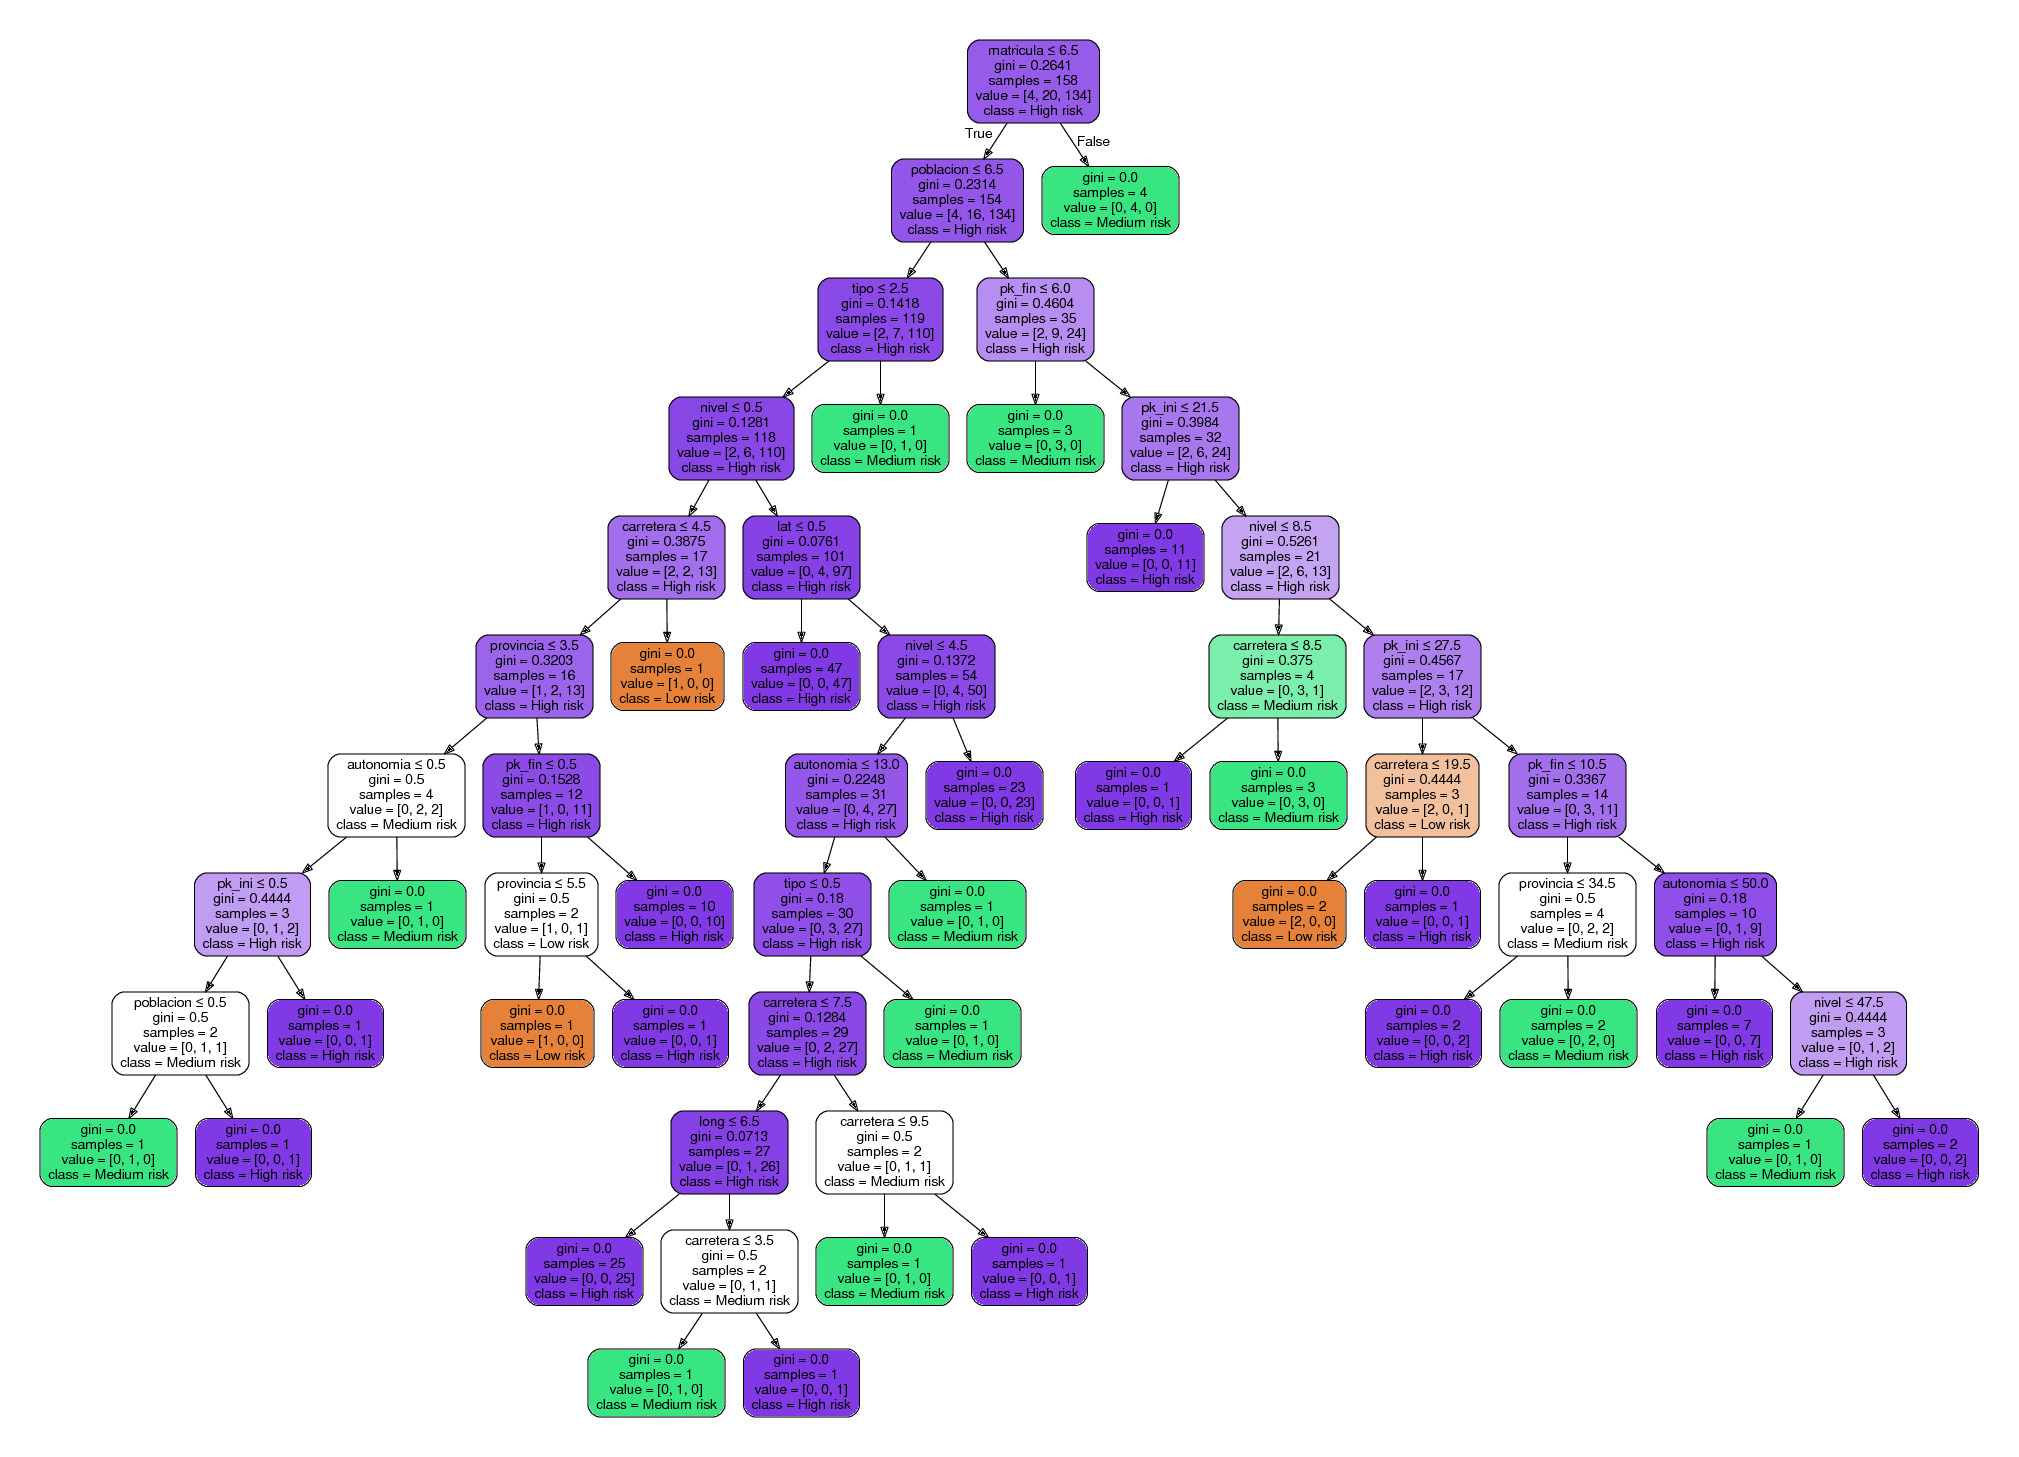 matricula ≤ 6.5
gini = 0.2641
samples = 158
value = [4, 20, 134]
class = High risk
True
False
poblacion ≤ 6.5
gini = 0.2314
samples = 154
value = [4, 16, 134]
class = High risk
gini = 0.0
samples = 4
value = [0, 4, 0]
class = Medium risk
tipo ≤ 2.5
gini = 0.1418
samples = 119
value = [2, 7, 110]
class = High risk
pk_fin ≤ 6.0
gini = 0.4604
samples = 35
value = [2, 9, 24]
class = High risk
nivel ≤ 0.5
gini = 0.1281
samples = 118
value = [2, 6, 110]
class = High risk
gini = 0.0
samples = 1
value = [0, 1, 0]
class = Medium risk
gini = 0.0
samples = 3
value = [0, 3, 0]
class = Medium risk
pk_ini ≤ 21.5
gini = 0.3984
samples = 32
value = [2, 6, 24]
class = High risk
carretera ≤ 4.5
gini = 0.3875
samples = 17
value = [2, 2, 13]
class = High risk
lat ≤ 0.5
gini = 0.0761
samples = 101
value = [0, 4, 97]
class = High risk
gini = 0.0
samples = 11
value = [0, 0, 11]
class = High risk
nivel ≤ 8.5
gini = 0.5261
samples = 21
value = [2, 6, 13]
class = High risk
provincia ≤ 3.5
gini = 0.3203
samples = 16
value = [1, 2, 13]
class = High risk
gini = 0.0
samples = 1
value = [1, 0, 0]
class = Low risk
gini = 0.0
samples = 47
value = [0, 0, 47]
class = High risk
nivel ≤ 4.5
gini = 0.1372
samples = 54
value = [0, 4, 50]
class = High risk
carretera ≤ 8.5
gini = 0.375
samples = 4
value = [0, 3, 1]
class = Medium risk
pk_ini ≤ 27.5
gini = 0.4567
samples = 17
value = [2, 3, 12]
class = High risk
autonomia ≤ 0.5
gini = 0.5
samples = 4
value = [0, 2, 2]
class = Medium risk
pk_fin ≤ 0.5
gini = 0.1528
samples = 12
value = [1, 0, 11]
class = High risk
autonomia ≤ 13.0
gini = 0.2248
samples = 31
value = [0, 4, 27]
class = High risk
gini = 0.0
samples = 23
value = [0, 0, 23]
class = High risk
gini = 0.0
samples = 1
value = [0, 0, 1]
class = High risk
gini = 0.0
samples = 3
value = [0, 3, 0]
class = Medium risk
carretera ≤ 19.5
gini = 0.4444
samples = 3
value = [2, 0, 1]
class = Low risk
pk_fin ≤ 10.5
gini = 0.3367
samples = 14
value = [0, 3, 11]
class = High risk
pk_ini ≤ 0.5
gini = 0.4444
samples = 3
value = [0, 1, 2]
class = High risk
gini = 0.0
samples = 1
value = [0, 1, 0]
class = Medium risk
provincia ≤ 5.5
gini = 0.5
samples = 2
value = [1, 0, 1]
class = Low risk
gini = 0.0
samples = 10
value = [0, 0, 10]
class = High risk
tipo ≤ 0.5
gini = 0.18
samples = 30
value = [0, 3, 27]
class = High risk
gini = 0.0
samples = 1
value = [0, 1, 0]
class = Medium risk
gini = 0.0
samples = 2
value = [2, 0, 0]
class = Low risk
gini = 0.0
samples = 1
value = [0, 0, 1]
class = High risk
provincia ≤ 34.5
gini = 0.5
samples = 4
value = [0, 2, 2]
class = Medium risk
autonomia ≤ 50.0
gini = 0.18
samples = 10
value = [0, 1, 9]
class = High risk
poblacion ≤ 0.5
gini = 0.5
samples = 2
value = [0, 1, 1]
class = Medium risk
gini = 0.0
samples = 1
value = [0, 0, 1]
class = High risk
gini = 0.0
samples = 1
value = [1, 0, 0]
class = Low risk
gini = 0.0
samples = 1
value = [0, 0, 1]
class = High risk
carretera ≤ 7.5
gini = 0.1284
samples = 29
value = [0, 2, 27]
class = High risk
gini = 0.0
samples = 1
value = [0, 1, 0]
class = Medium risk
gini = 0.0
samples = 2
value = [0, 0, 2]
class = High risk
gini = 0.0
samples = 2
value = [0, 2, 0]
class = Medium risk
gini = 0.0
samples = 7
value = [0, 0, 7]
class = High risk
nivel ≤ 47.5
gini = 0.4444
samples = 3
value = [0, 1, 2]
class = High risk
gini = 0.0
samples = 1
value = [0, 1, 0]
class = Medium risk
gini = 0.0
samples = 1
value = [0, 0, 1]
class = High risk
long ≤ 6.5
gini = 0.0713
samples = 27
value = [0, 1, 26]
class = High risk
carretera ≤ 9.5
gini = 0.5
samples = 2
value = [0, 1, 1]
class = Medium risk
gini = 0.0
samples = 1
value = [0, 1, 0]
class = Medium risk
gini = 0.0
samples = 2
value = [0, 0, 2]
class = High risk
gini = 0.0
samples = 25
value = [0, 0, 25]
class = High risk
carretera ≤ 3.5
gini = 0.5
samples = 2
value = [0, 1, 1]
class = Medium risk
gini = 0.0
samples = 1
value = [0, 1, 0]
class = Medium risk
gini = 0.0
samples = 1
value = [0, 0, 1]
class = High risk
gini = 0.0
samples = 1
value = [0, 1, 0]
class = Medium risk
gini = 0.0
samples = 1
value = [0, 0, 1]
class = High risk